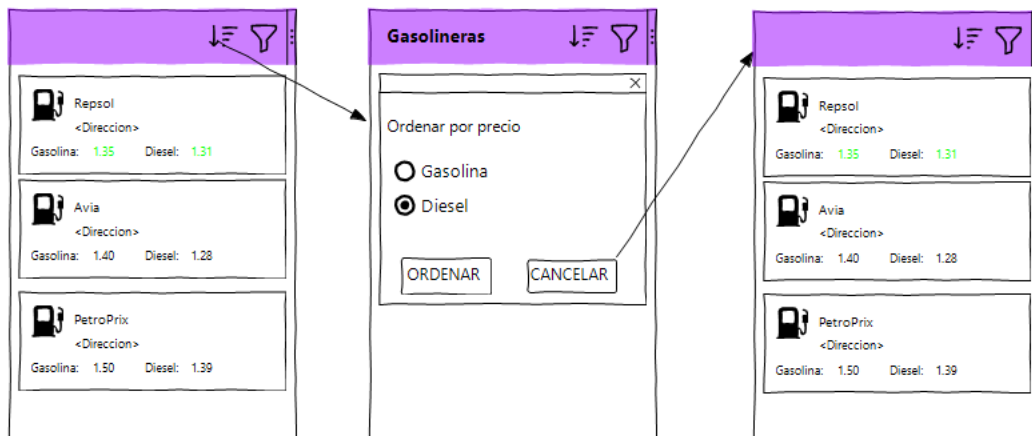 Repsol
<Direccion>
Gasolina: 1.35 Diesel: 1.31
Avia
<Direccion>
Gasolina: 1.40 Diesel: 1.28
PetroPrix
<Direccion>
Gasolina: 1.50 Diesel: 1.39
Gasolineras
Ordenar por precio
Gasolina
Diesel
ORDENAR CANCELAR
Repsol
<Direccion>
Gasolina: 1.35 Diesel: 1.31
Avia
<Direccion>
Gasolina: 1.40 Diesel: 1.28
PetroPrix
<Direccion>
Gasolina: 1.50 Diesel: 1.39